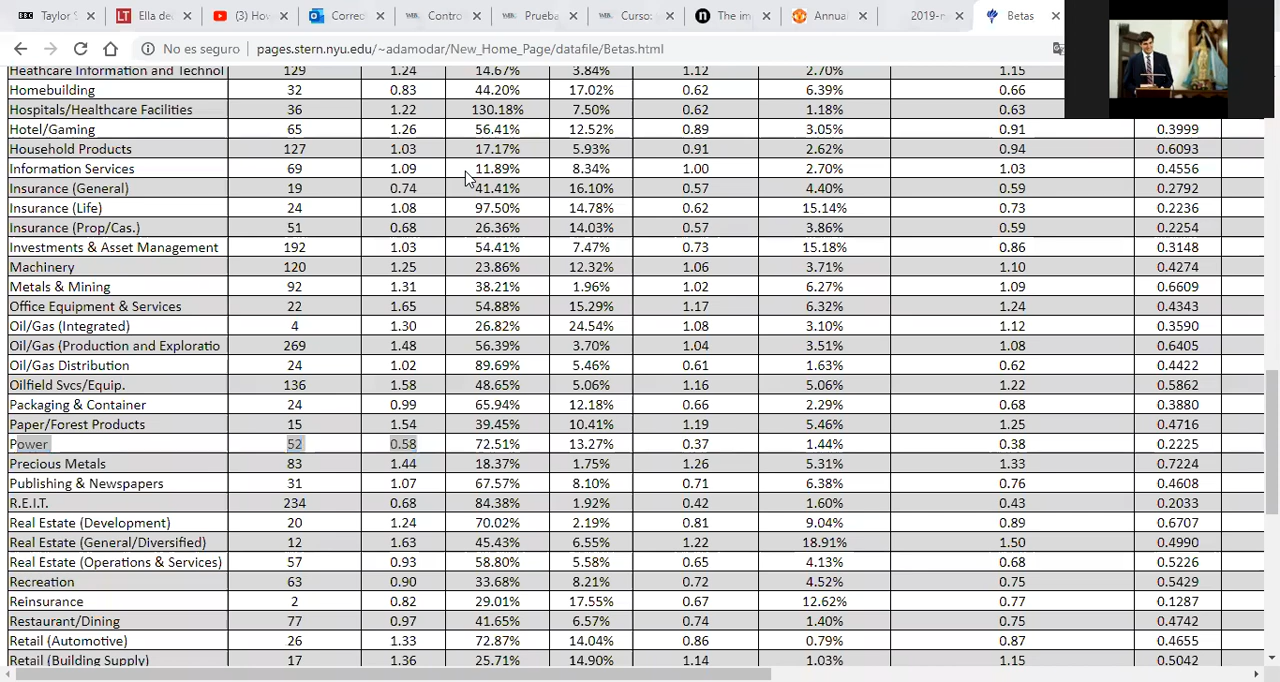 Taylor S
Ella de
(3) Hov
Correc
Contro
Prueba
Curso:
The im
Annual
2019-r
Betas
No es seguro pages.stern.nyu.edu/~adamodar/New_Home_Page/datafile/Betas.html
Heathcare Information and Technol 129 1.24 14.67% 3.84% 1.12 2.70% 1.15
Homebuilding 32 0.83 44.20% 17.02% 0.62 6.39% 0.66
Hospitals/Healthcare Facilities 36 1.22 130.18% 7.50% 0.62 1.18% 0.63
Hotel/Gaming 65 1.26 56.41% 12.52% 0.89 3.05% 0.91 0.3999
Household Products 127 1.03 17.17% 5.93% 0.91 2.62% 0.94 0.6093
Information Services 69 1.09 11.89% 8.34% 1.00 2.70% 1.03 0.4556
Insurance (General) 19 0.74 41.41% 16.10% 0.57 4.40% 0.59 0.2792
Insurance (Life) 24 1.08 97.50% 14.78% 0.62 15.14% 0.73 0.2236
Insurance (Prop/Cas.) 51 0.68 26.36% 14.03% 0.57 3.86% 0.59 0.2254
Investments & Asset Management 192 1.03 54.41% 7.47% 0.73 15.18% 0.86 0.3148
Machinery 120 1.25 23.86% 12.32% 1.06 3.71% 1.10 0.4274
Metals & Mining 92 1.31 38.21% 1.96% 1.02 6.27% 1.09 0.6609
Office Equipment & Services 22 1.65 54.88% 15.29% 1.17 6.32% 1.24 0.4343
Oil/Gas (Integrated) 4 1.30 26.82% 24.54% 1.08 3.10% 1.12 0.3590
Oil/Gas (Production and Exploratio 269 1.48 56.39% 3.70% 1.04 3.51% 1.08 0.6405
Oil/Gas Distribution 24 1.02 89.69% 5.46% 0.61 1.63% 0.62 0.4422
Oilfield Svcs/Equip. 136 1.58 48.65% 5.06% 1.16 5.06% 1.22 0.5862
Packaging & Container 24 0.99 65.94% 12.18% 0.66 2.29% 0.68 0.3880
Paper/Forest Products 15 1.54 39.45% 10.41% 1.19 5.46% 1.25 0.4716
Power 52 0.58 72.51% 13.27% 0.37 1.44% 0.38 0.2225
Precious Metals 83 1.44 18.37% 1.75% 1.26 5.31% 1.33 0.7224
Publishing & Newspapers 31 1.07 67.57% 8.10% 0.71 6.38% 0.76 0.4608
R.E.I.T. 234 0.68 84.38% 1.92% 0.42 1.60% 0.43 0.2033
Real Estate (Development) 20 1.24 70.02% 2.19% 0.81 9.04% 0.89 0.6707
Real Estate (General/Diversified) 12 1.63 45.43% 6.55% 1.22 18.91% 1.50 0.4990
Real Estate (Operations & Services) 57 0.93 58.80% 5.58% 0.65 4.13% 0.68 0.5226
Recreation 63 0.90 33.68% 8.21% 0.72 4.52% 0.75 0.5429
Reinsurance 2 0.82 29.01% 17.55% 0.67 12.62% 0.77 0.1287
Restaurant/Dining 77 0.97 41.65% 6.57% 0.74 1.40% 0.75 0.4742
Retail (Automotive) 26 1.33 72.87% 14.04% 0.86 0.79% 0.87 0.4655
Retail (Building Supply) 17 1.36 25.71% 14.90% 1.14 1.03% 1.15 0.5042